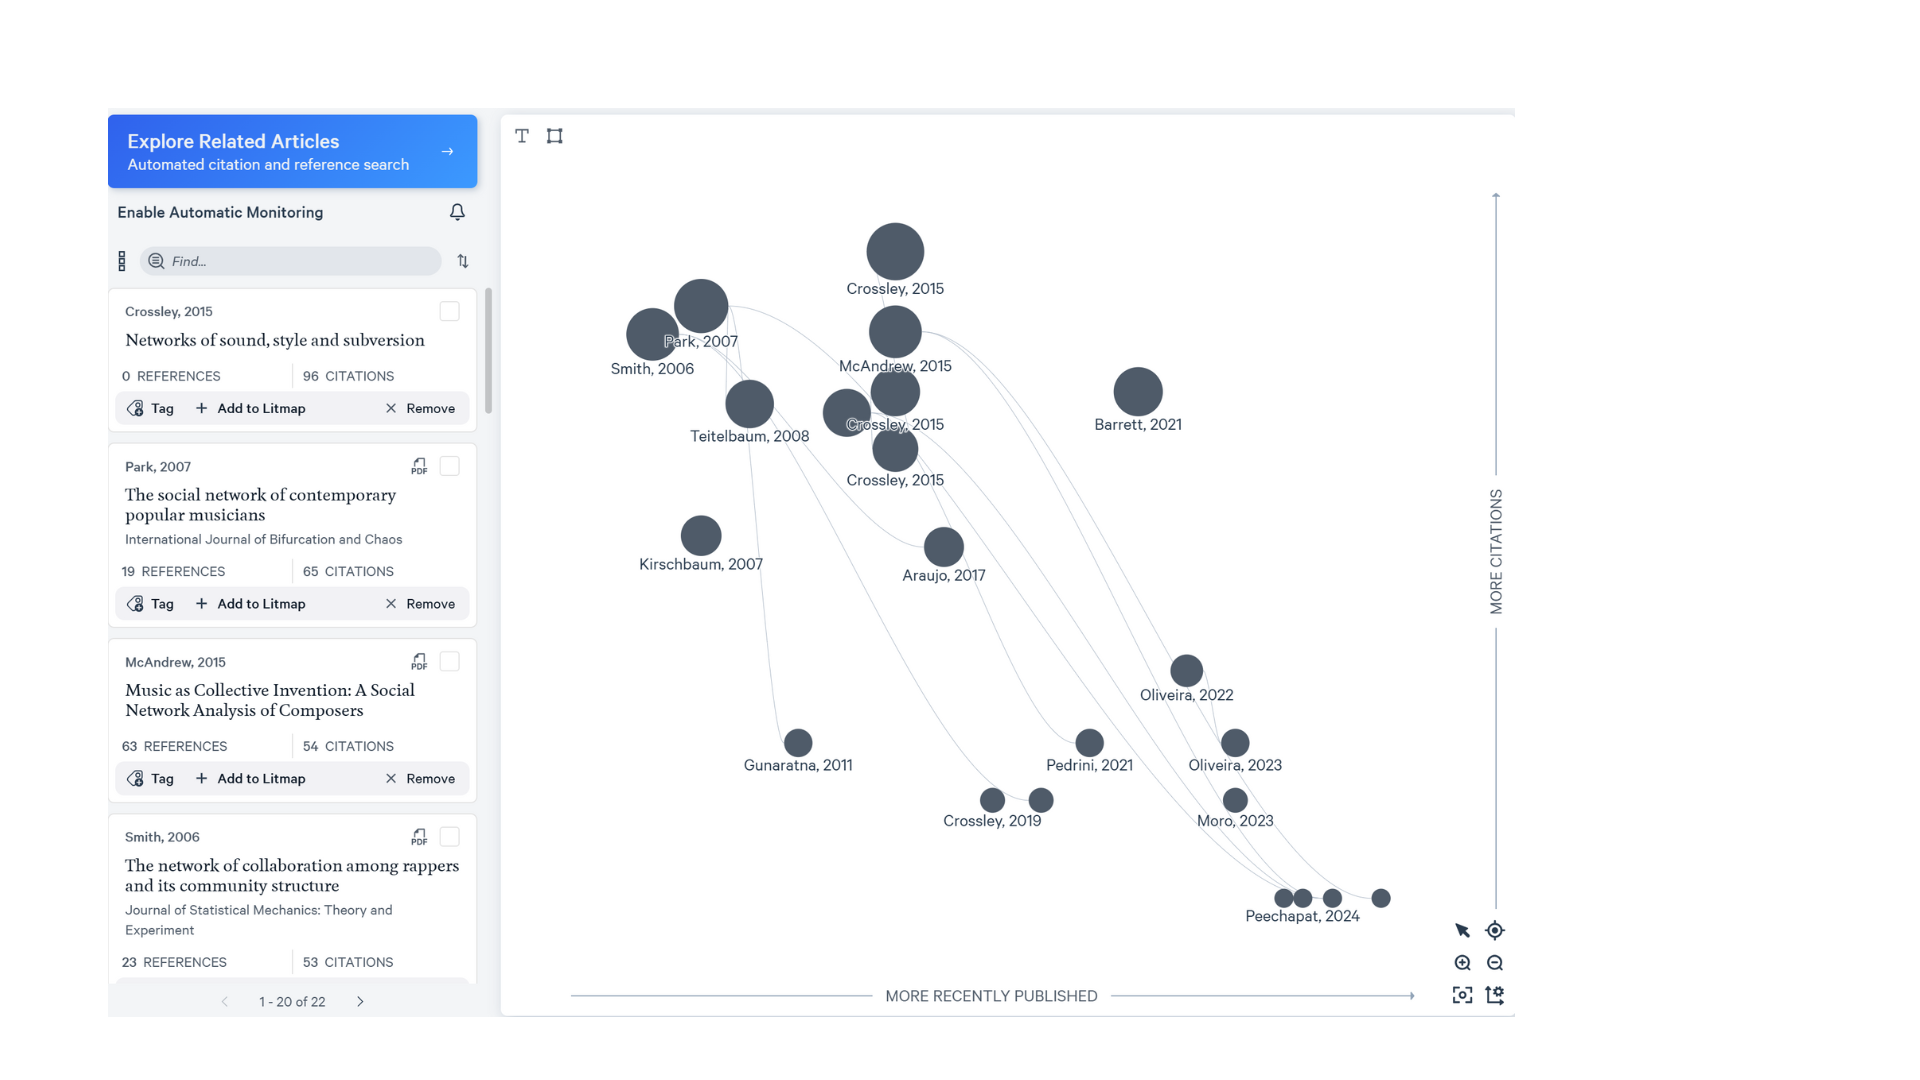 Explore Related Articles
Automated citation and reference search
Enable Automatic Monitoring
Find...
Crossley, 2015
Networks of sound, style and subversion
0 REFERENCES
96 CITATIONS
Tag
Add to Litmap
Remove
Park, 2007
PDF
The social network of contemporary
popular musicians
International Journal of Bifurcation and Chaos
19 REFERENCES
65 CITATIONS
Tag
Add to Litmap
Remove
McAndrew, 2015
PDF
Music as Collective Invention: A Social
Network Analysis of Composers
63 REFERENCES
54 CITATIONS
Tag
Add to Litmap
Remove
Smith, 2006
PDF
The network of collaboration among rappers
and its community structure
Journal of Statistical Mechanics: Theory and
Experiment
23 REFERENCES
53 CITATIONS
1 - 20 of 22
T
Crossley, 2015
Park, 2007
Smith, 2006
McAndrew, 2015
Teitelbaum, 2008
Crossley, 2015
Barrett, 2021
Crossley, 2015
Kirschbaum, 2007
Araujo, 2017
Oliveira, 2022
Gunaratna, 2011
Pedrini, 2021
Oliveira, 2023
Crossley, 2019
Moro, 2023
Peechapat, 2024
MORE CITATIONS
MORE RECENTLY PUBLISHED